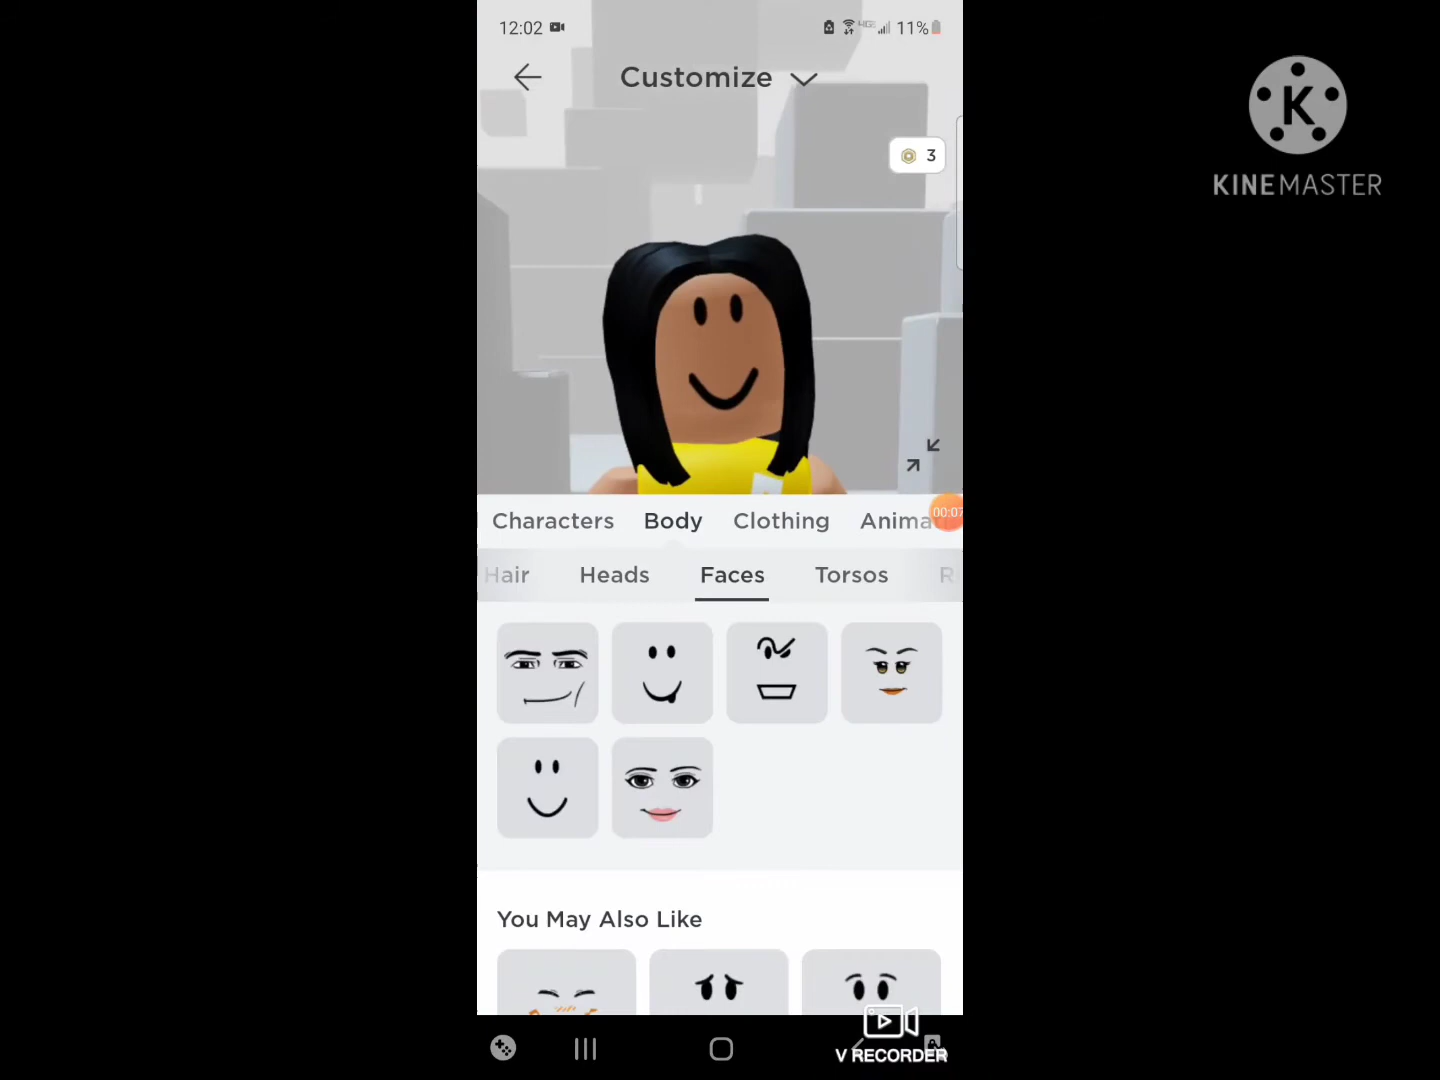 12:02
11%
Customize
3
K
KINEMASTER
Characters Body Clothing Anima
00:07
Hair Heads Faces Torsos
You May Also Like
V RECORDER